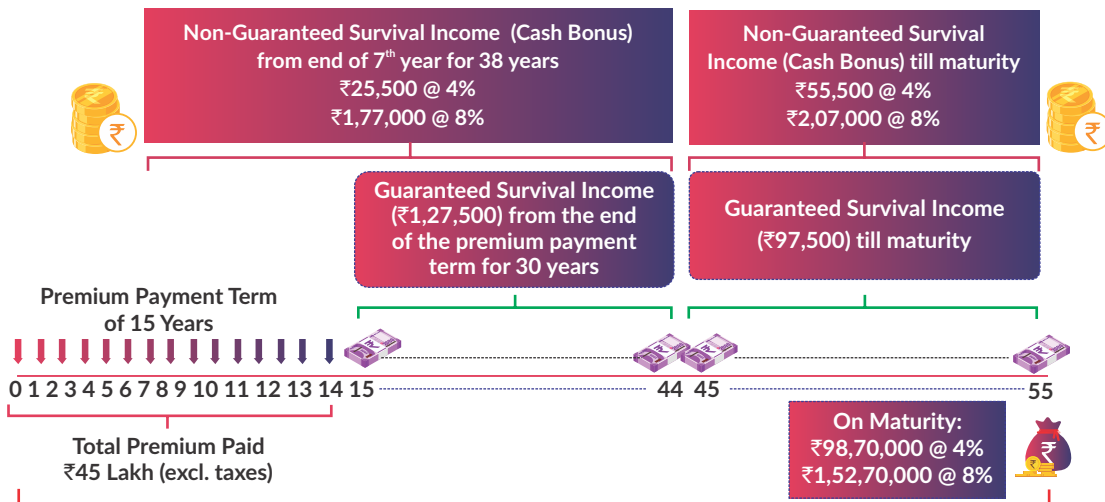 Non-Guaranteed Survival Income (Cash Bonus)
from end of 7th year for 38 years
₹25,500 @ 4%
₹1,77,000 @ 8%
Non-Guaranteed Survival
Income (Cash Bonus) till maturity
₹55,500 @ 4%
₹2,07,000 @ 8%
Guaranteed Survival Income
(₹1,27,500) from the end
of the premium payment
term for 30 years
Guaranteed Survival Income
(₹97,500) till maturity
Premium Payment Term
of 15 Years
0 1 2 3 4 5 6 7 8 9 10 11 12 13 14 15 44 45 55
Total Premium Paid
₹45 Lakh (excl. taxes)
On Maturity:
₹98,70,000 @ 4%
₹1,52,70,000 @ 8%